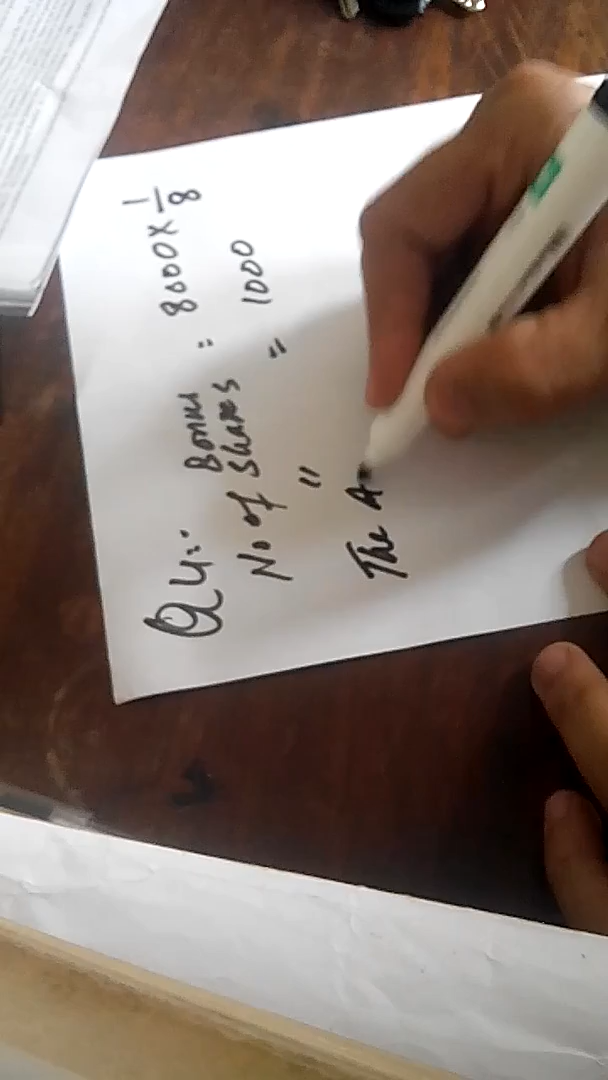 Q4:- Bonus = 8000 × 1/8
No of Shares
" = 1000
The A